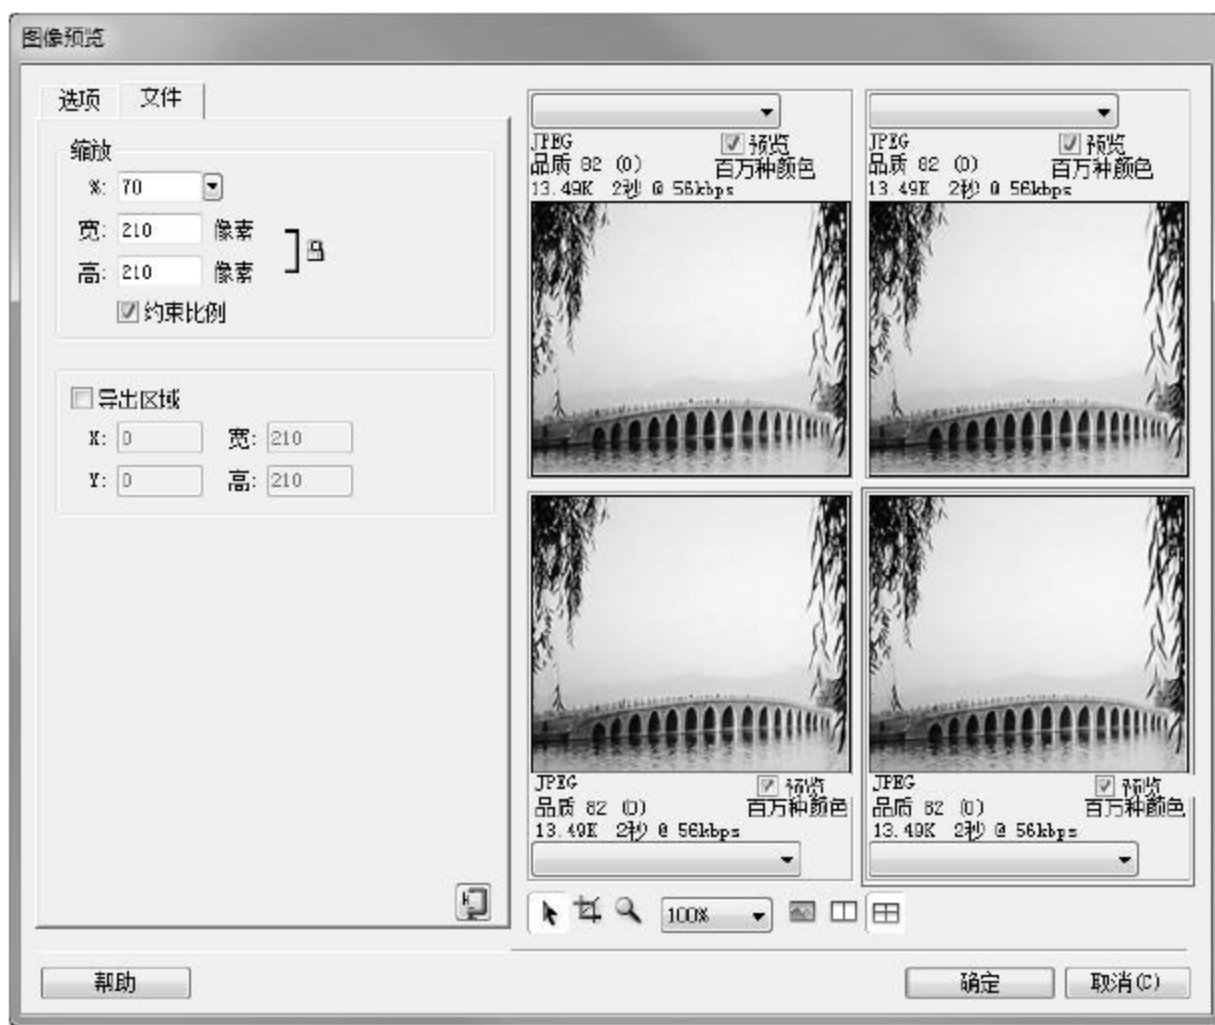 图像预览
选项 文件
缩放
%: 70
宽: 210 像素
高: 210 像素
约束比例
导出区域
X: 0 宽: 210
Y: 0 高: 210
JPEG 预览
品质 82 (0) 百万种颜色
13.49K 2秒 @ 56kbps
JPEG 预览
品质 82 (0) 百万种颜色
13.49K 2秒 @ 56kbps
JPEG 预览
品质 82 (0) 百万种颜色
13.49K 2秒 @ 56kbps
JPEG 预览
品质 82 (0) 百万种颜色
13.49K 2秒 @ 56kbps
100%
帮助 确定 取消(C)